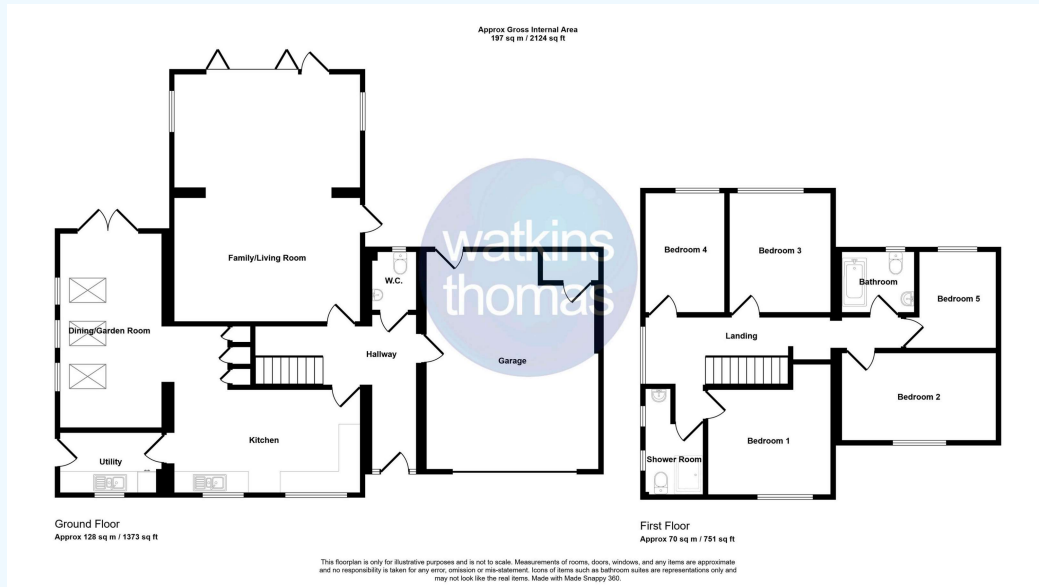 Approx Gross Internal Area
197 sq m / 2124 sq ft
watkins
thomas
Family/Living Room
W.C.
Dining/Garden Room
Hallway
Garage
Kitchen
Utility
Bedroom 4
Bedroom 3
Bathroom
Bedroom 5
Landing
Bedroom 2
Bedroom 1
Shower Room
Ground Floor
Approx 128 sq m / 1373 sq ft
First Floor
Approx 70 sq m / 751 sq ft
This floorplan is only for illustrative purposes and is not to scale. Measurements of rooms, doors, windows, and any items are approximate
and no responsibility is taken for any error, omission or mis-statement. Icons of items such as bathroom suites are representations only and
may not look like the real items. Made with Made Snappy 360.